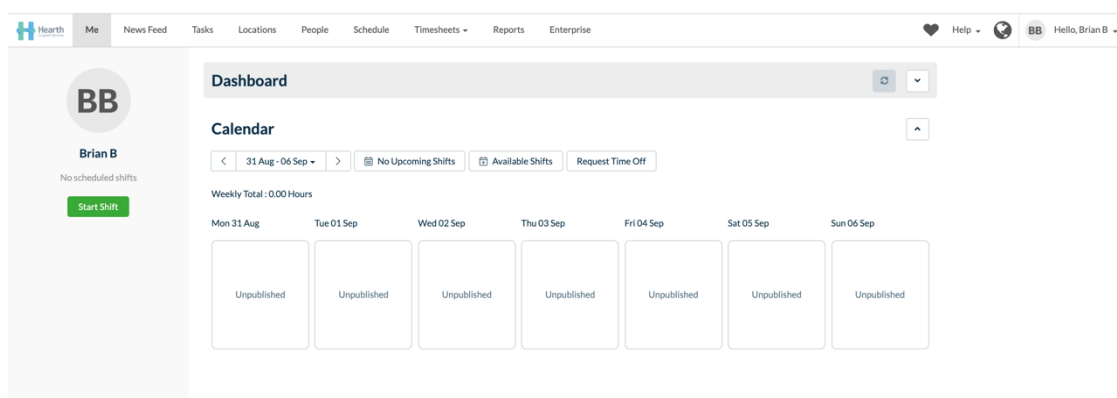 Hearth
Me
News Feed
Tasks
Locations
People
Schedule
Timesheets
Reports
Enterprise
Help
BB
Hello, Brian B
BB
Brian B
No scheduled shifts
Start Shift
Dashboard
Calendar
31 Aug - 06 Sep
No Upcoming Shifts
Available Shifts
Request Time Off
Weekly Total : 0.00 Hours
Mon 31 Aug
Tue 01 Sep
Wed 02 Sep
Thu 03 Sep
Fri 04 Sep
Sat 05 Sep
Sun 06 Sep
Unpublished
Unpublished
Unpublished
Unpublished
Unpublished
Unpublished
Unpublished